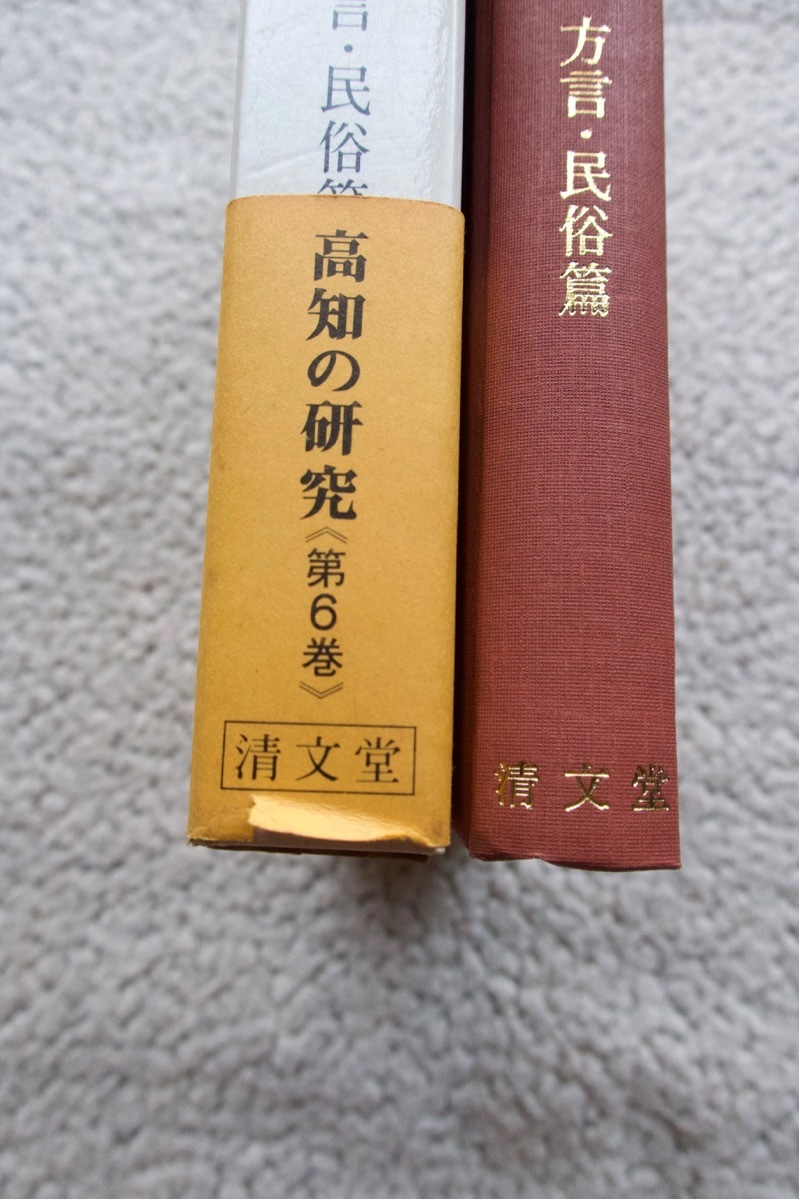 言・民俗篇
高知の研究
《第6巻》
清文堂
方言・民俗篇
清文堂